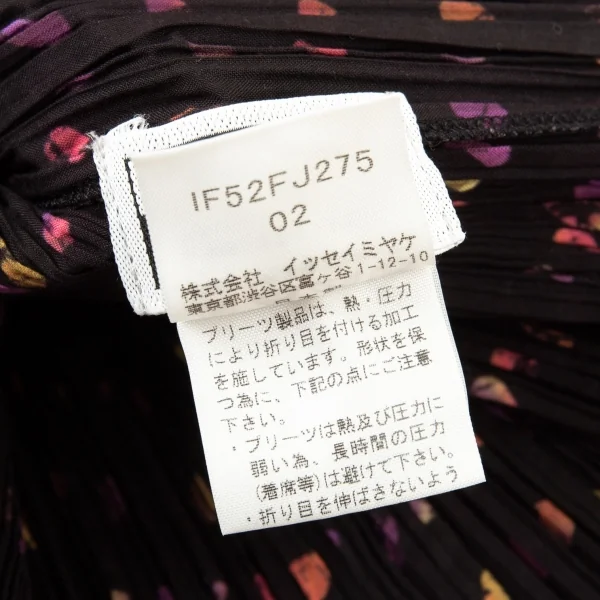 IF52FJ275
02
株式会社 イッセイミヤケ
東京都渋谷区富ヶ谷1-12-10
プリーツ製品は、熱・圧力
により折り目を付ける加工
を施しています。形状を保
つ為に、下記の点にご注意
下さい。
・プリーツは熱及び圧力に
弱い為、長時間の圧力
(着席等)は避けて下さい。
・折り目を伸ばさないよう